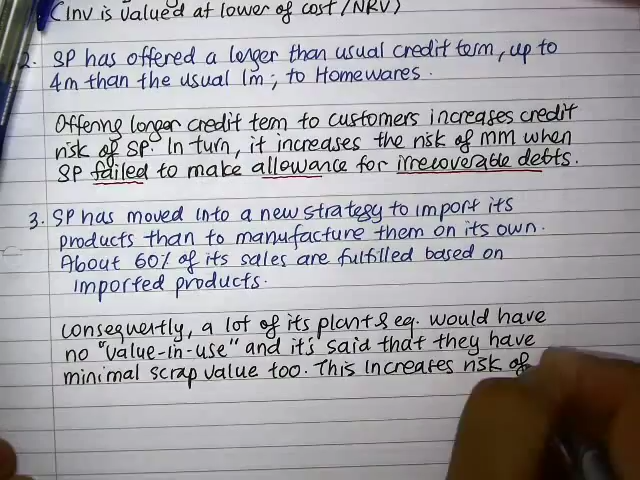 (Inv is valued at lower of cost/NRV)
2. SP has offered a longer than usual credit term, up to
4m than the usual 1m; to Homewares.
Offering longer credit tem to customers increases credit
risk of SP. In turn, it increases the risk of MM when
SP failed to make allowance for irrecoverable debts.
3. SP has moved into a new strategy to import its
products than to manufacture them on its own.
About 60% of its sales are fulfilled based on
imported products.
Consequently, a lot of its plant & eq. would have
no "value-in-use" and it's said that they have
minimal scrap value too. This increases risk of